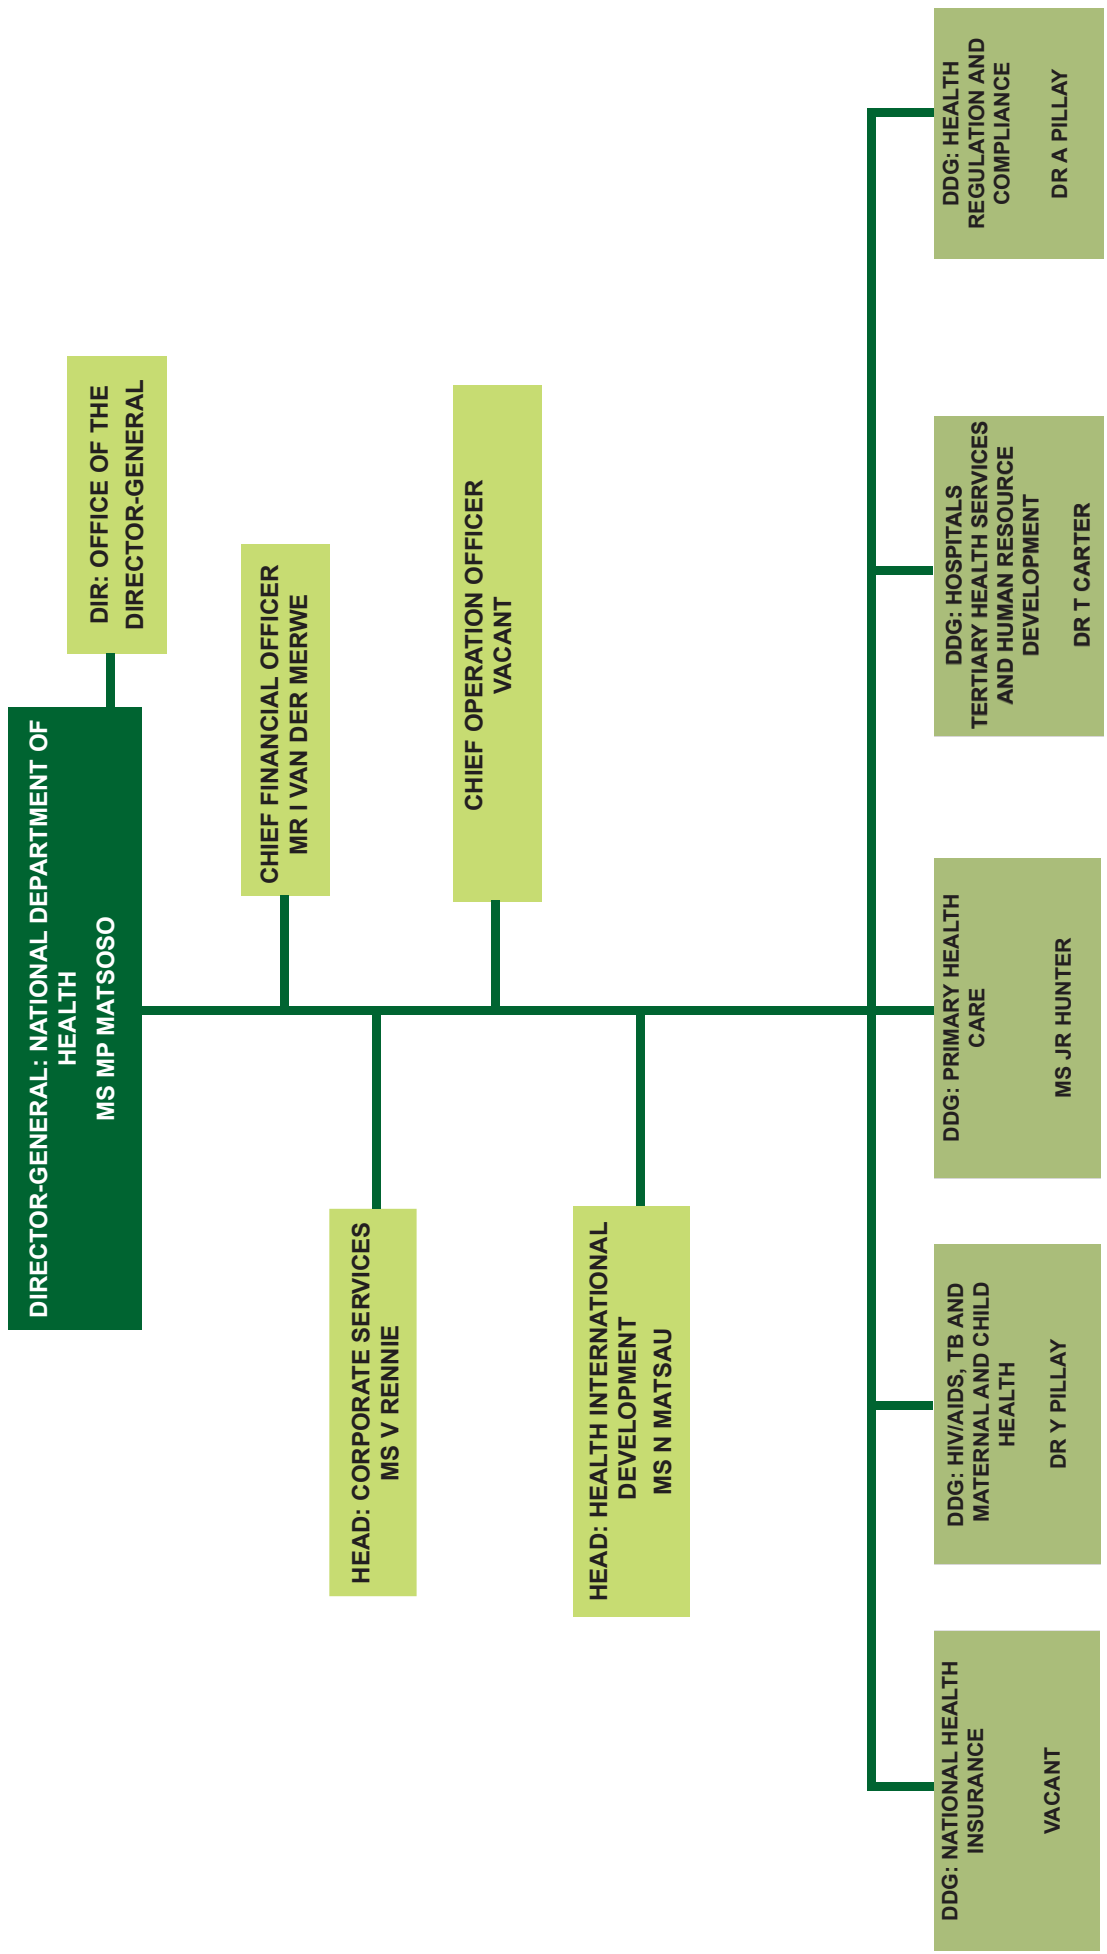 DIRECTOR-GENERAL: NATIONAL DEPARTMENT OF
HEALTH
MS MP MATSOSO
DIR: OFFICE OF THE
DIRECTOR-GENERAL
CHIEF FINANCIAL OFFICER
MR I VAN DER MERWE
HEAD: CORPORATE SERVICES
MS V RENNIE
CHIEF OPERATION OFFICER
VACANT
HEAD: HEALTH INTERNATIONAL
DEVELOPMENT
MS N MATSAU
DDG: NATIONAL HEALTH
INSURANCE
VACANT
DDG: HIV/AIDS, TB AND
MATERNAL AND CHILD
HEALTH
DR Y PILLAY
DDG: PRIMARY HEALTH
CARE
MS JR HUNTER
DDG: HOSPITALS
TERTIARY HEALTH SERVICES
AND HUMAN RESOURCE
DEVELOPMENT
DR T CARTER
DDG: HEALTH
REGULATION AND
COMPLIANCE
DR A PILLAY